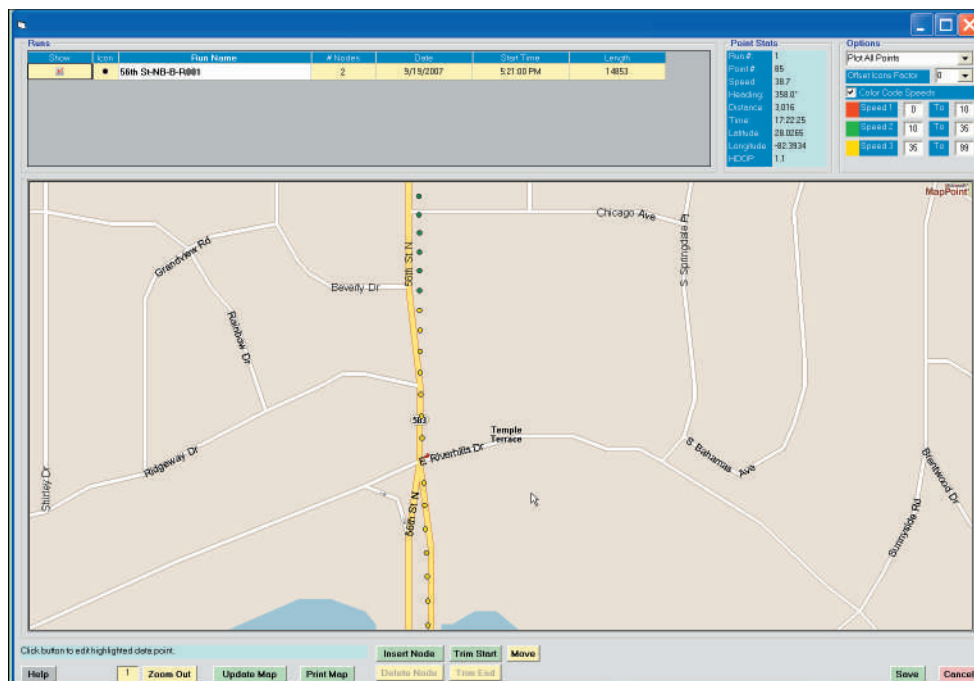 Runs
Show Icon Run Name # Nodes Date Start Time Length
56th St-NB-B-R001 2 9/19/2007 5:21:00 PM 14853
Point Stats
Run #: 1
Point # 85
Speed 38.7
Heading: 358.0°
Distance 3,016
Time: 17:22:25
Latitude 28.0265
Longitude -82.3934
HDOP 1.1
Options
Plot All Points
Offset Icons Factor 0
Color Code Speeds
Speed 1 0 To 10
Speed 2 10 To 35
Speed 3 35 To 99
MapPoint
Chicago Ave
Grandview Rd
56th St N
Beverly Dr
Rainbow Dr
583
Temple
Terrace
E Riverhills Dr
Ridgeway Dr
S Bahamas Ave
Shirley Dr
56th St N
Brentwood Dr
Sunnyside Rd
Click button to edit highlighted data point.
Insert Node Trim Start Move
Help 1 Zoom Out Update Map Print Map Delete Node Trim End Save Cancel